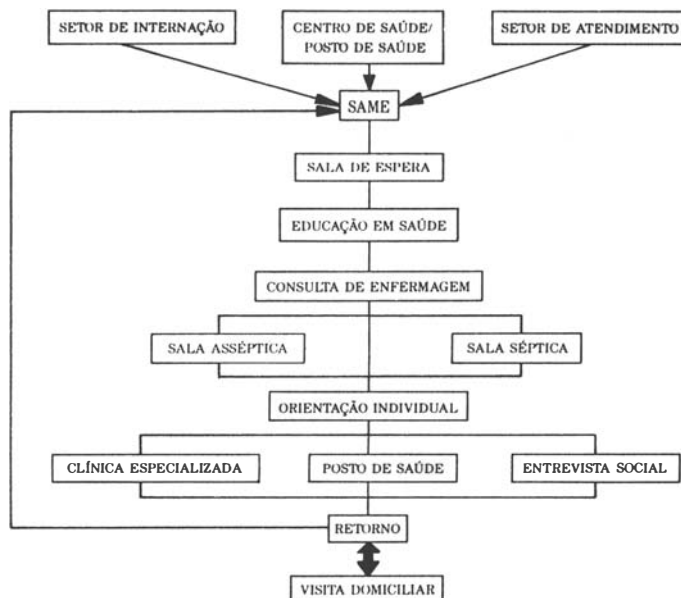 SETOR DE INTERNAÇÃO
CENTRO DE SAÚDE/
POSTO DE SAÚDE
SETOR DE ATENDIMENTO
SAME
SALA DE ESPERA
EDUCAÇÃO EM SAÚDE
CONSULTA DE ENFERMAGEM
SALA ASSÉPTICA
SALA SÉPTICA
ORIENTAÇÃO INDIVIDUAL
CLÍNICA ESPECIALIZADA
POSTO DE SAÚDE
ENTREVISTA SOCIAL
RETORNO
VISITA DOMICILIAR